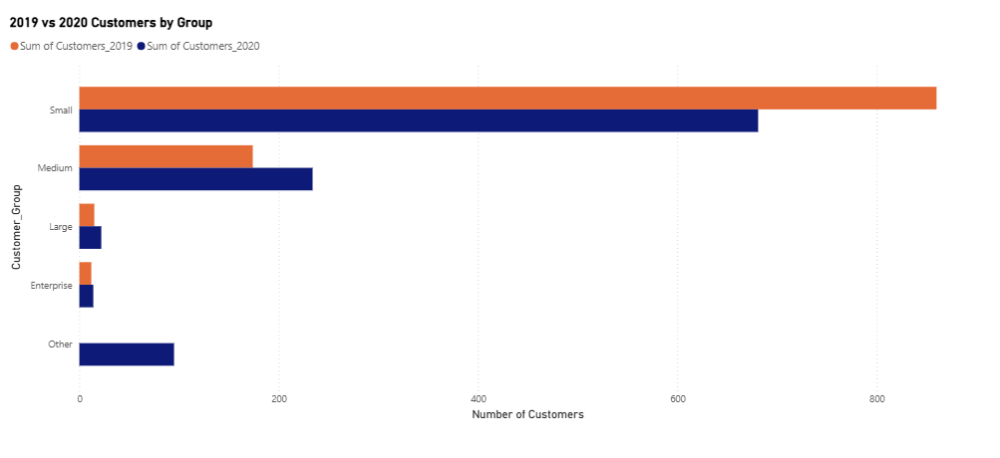 2019 vs 2020 Customers by Group
Sum of Customers_2019 Sum of Customers_2020
Small
Medium
Large
Enterprise
Other
Customer_Group
0 200 400 600 800
Number of Customers